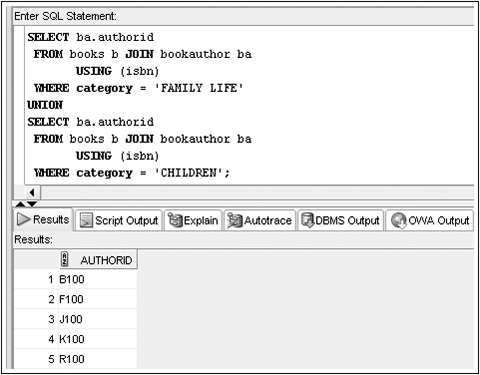 Enter SQL Statement:
SELECT ba.authorid
FROM books b JOIN bookauthor ba
USING (isbn)
WHERE category = 'FAMILY LIFE'
UNION
SELECT ba.authorid
FROM books b JOIN bookauthor ba
USING (isbn)
WHERE category = 'CHILDREN';
Results Script Output Explain Autotrace DBMS Output OWA Output
Results:
AUTHORID
1 B100
2 F100
3 J100
4 K100
5 R100